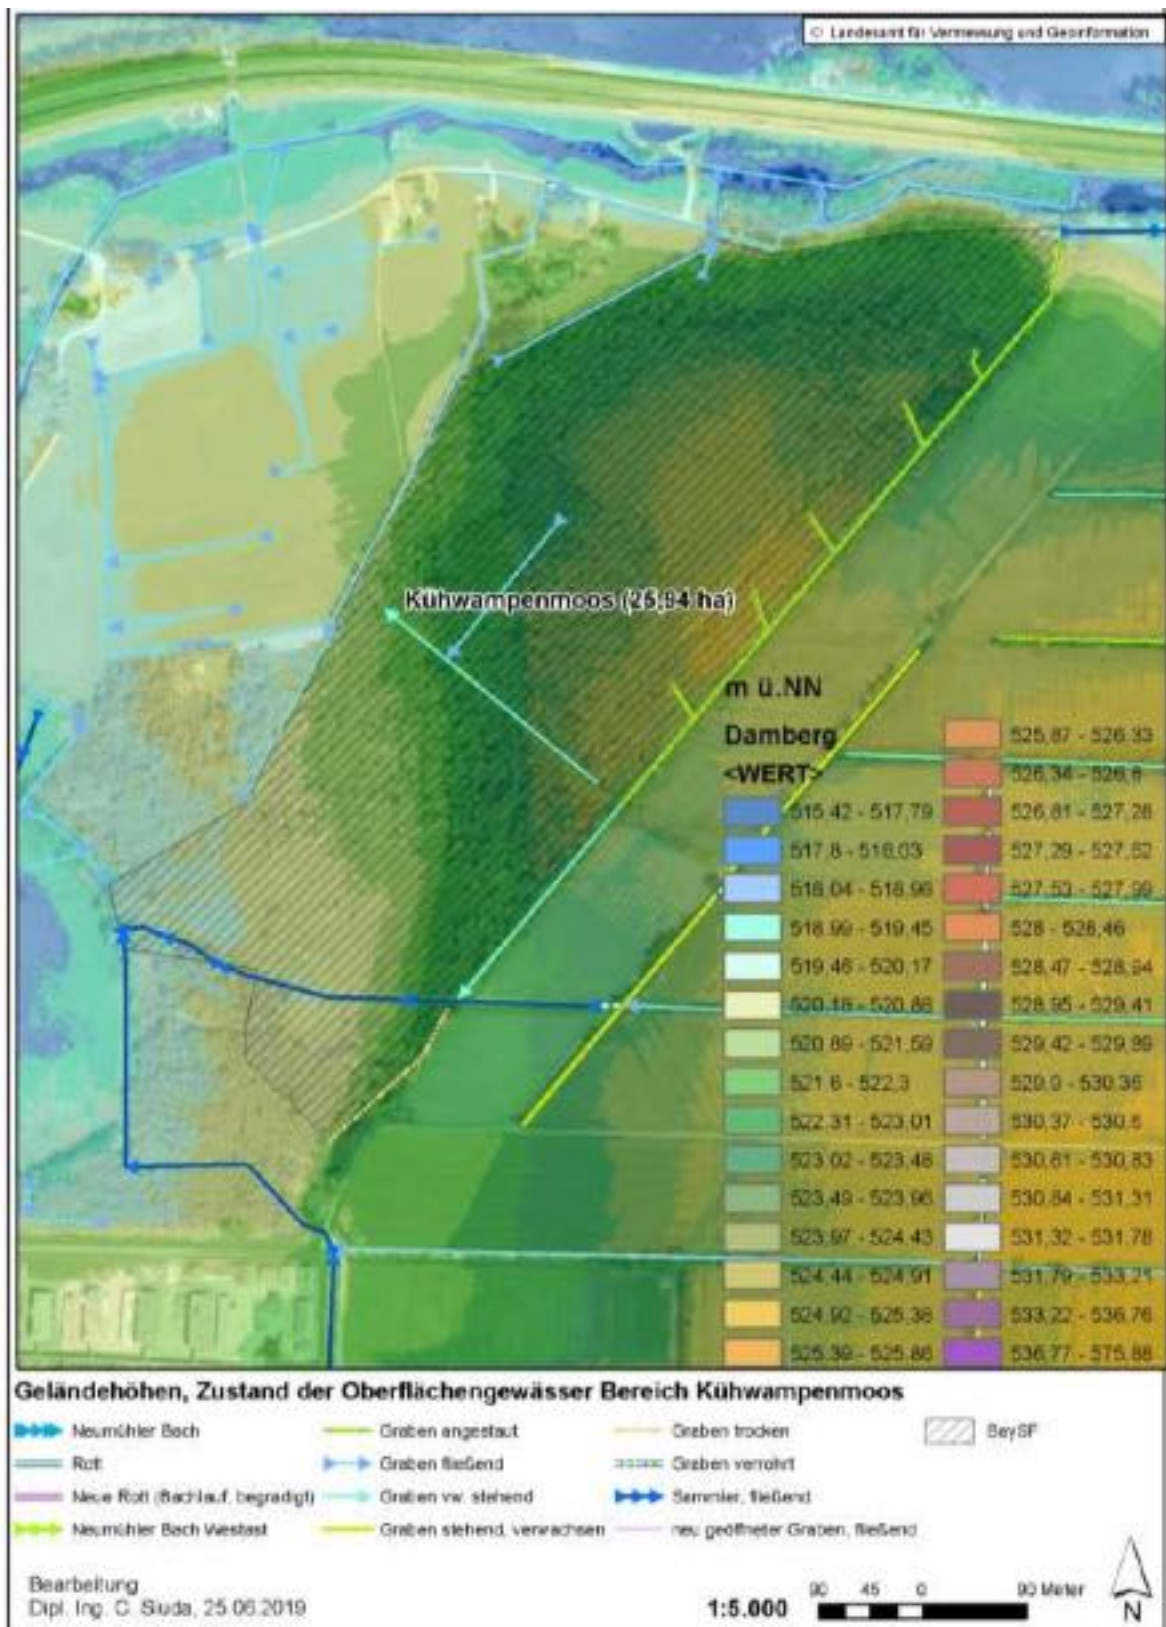 © Landesamt für Vermessung und Geoinformation
Kühwampenmoos (25,94 ha)
m ü.NN
Damberg
<WERT>
515,42 - 517,79
517,8 - 518,03
518,04 - 518,98
518,99 - 519,45
519,46 - 520,17
520,18 - 520,88
520,89 - 521,59
521,6 - 522,3
522,31 - 523,01
523,02 - 523,48
523,49 - 523,96
523,97 - 524,43
524,44 - 524,91
524,92 - 525,38
525,39 - 525,86
525,87 - 526,33
526,34 - 526,8
526,81 - 527,28
527,29 - 527,52
527,53 - 527,99
528 - 528,46
528,47 - 528,94
528,95 - 529,41
529,42 - 529,89
529,9 - 530,36
530,37 - 530,6
530,61 - 530,83
530,84 - 531,31
531,32 - 531,78
531,79 - 533,21
533,22 - 536,76
536,77 - 575,88
Geländehöhen, Zustand der Oberflächengewässer Bereich Kühwampenmoos
Neumühler Bach
Rott
Neue Rott (Bachlauf, begradigt)
Neumühler Bach Westast
Graben angestaut
Graben fließend
Graben vw. stehend
Graben stehend, verwachsen
Graben trocken
Graben verrohrt
Sammler, fließend
neu geöffneter Graben, fließend
BaySF
Bearbeitung
Dipl. Ing. C. Siuda, 25.06.2019
1:5.000
90 45 0 90 Meter
N